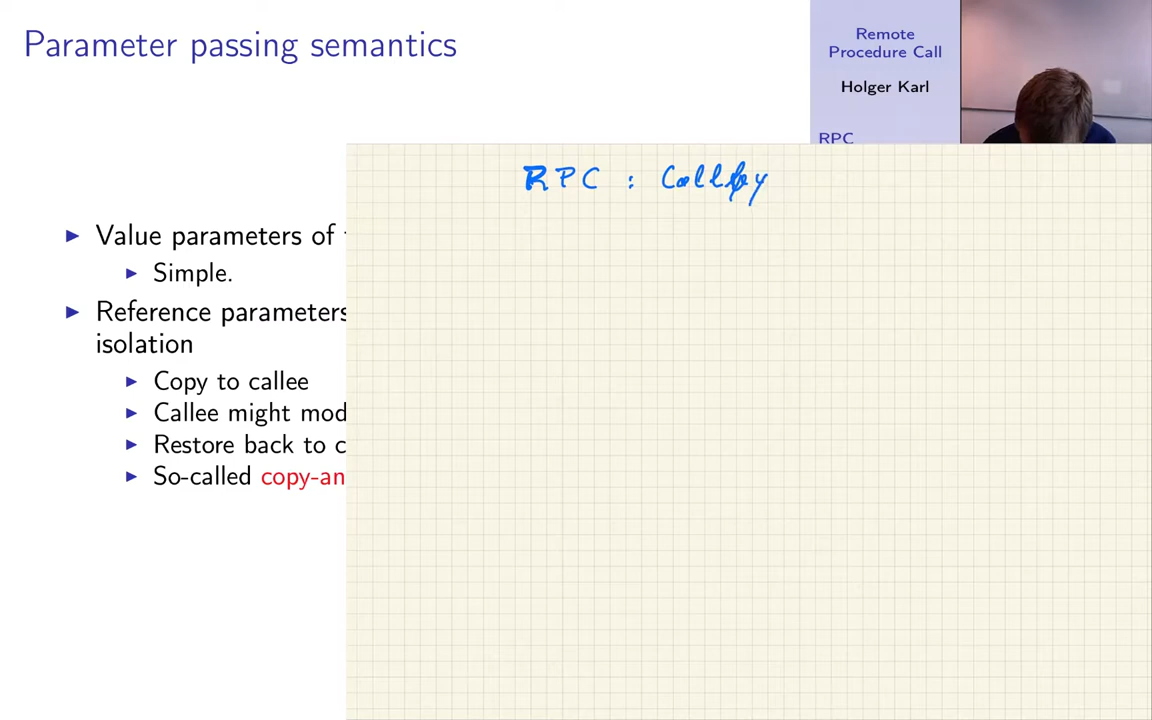 Parameter passing semantics
Remote
Procedure Call
Holger Karl
RPC
RPC : Call by
▶ Value parameters of
▶ Simple.
▶ Reference parameters
isolation
▶ Copy to callee
▶ Callee might mod
▶ Restore back to c
▶ So-called copy-an